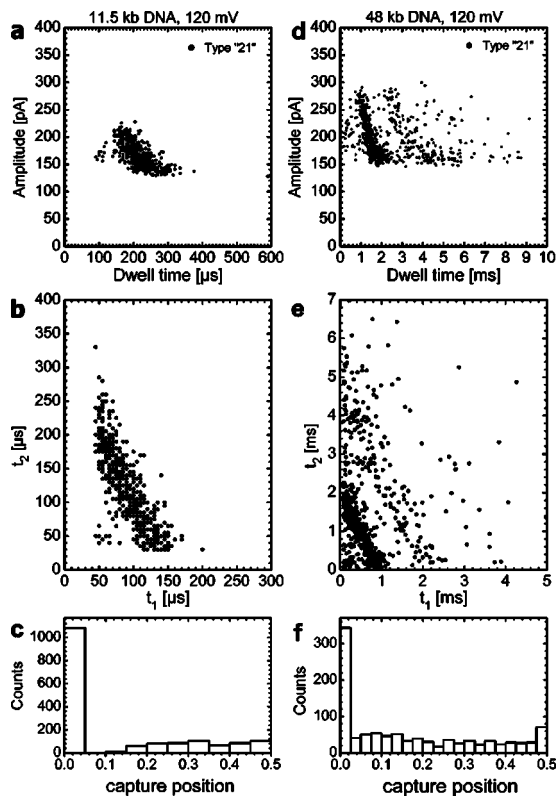 11.5 kb DNA, 120 mV
a
Type "21"
Amplitude [pA]
400
350
300
250
200
150
100
50
0
0 100 200 300 400 500 600
Dwell time [µs]
b
t2 [µs]
400
350
300
250
200
150
100
50
0
0 50 100 150 200 250 300
t1 [µs]
c
Counts
1000
800
600
400
200
0
0.0 0.1 0.2 0.3 0.4 0.5
capture position
48 kb DNA, 120 mV
d
Type "21"
Amplitude [pA]
400
350
300
250
200
150
100
50
0
0 1 2 3 4 5 6 7 8 9 10
Dwell time [ms]
e
t2 [ms]
7
6
5
4
3
2
1
0
0 1 2 3 4 5
t1 [ms]
f
Counts
300
200
100
0
0.0 0.1 0.2 0.3 0.4 0.5
capture position